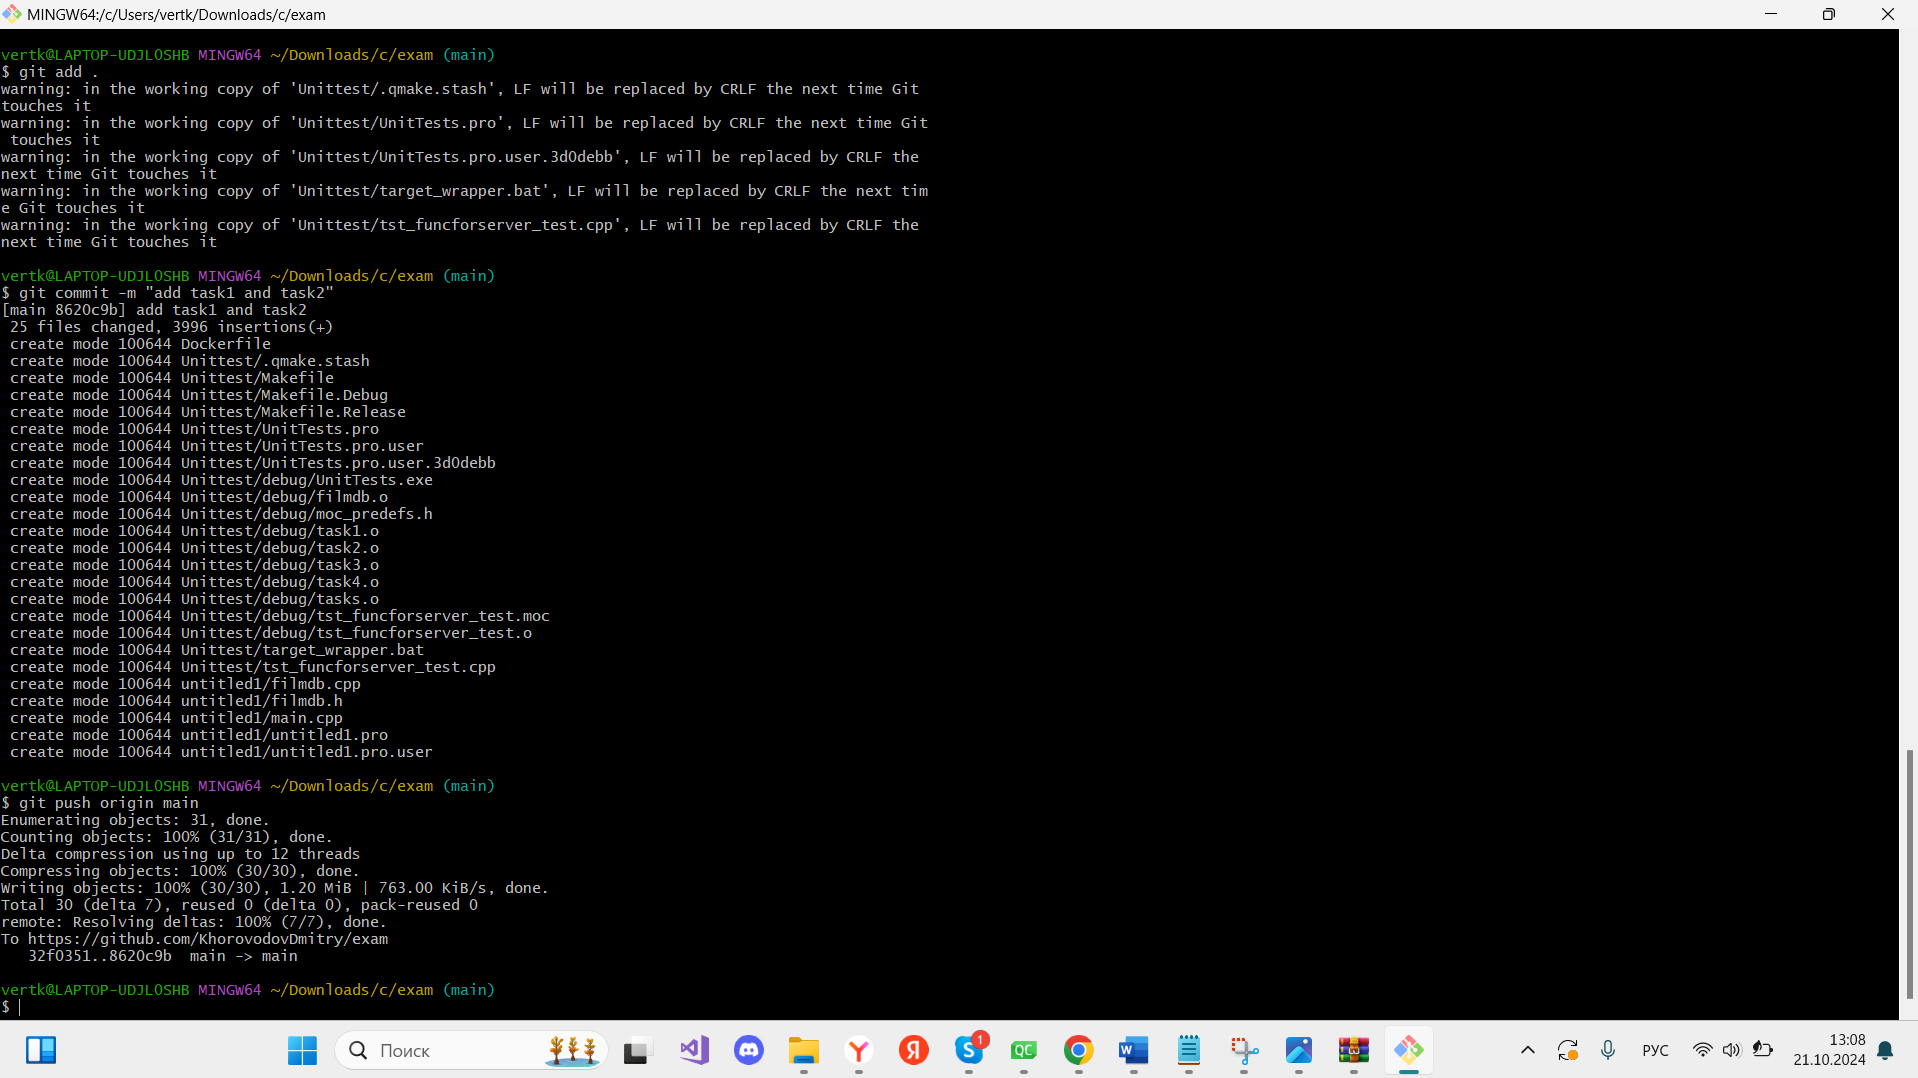 MINGW64:/c/Users/vertk/Downloads/c/exam
vertk@LAPTOP-UDJL0SHB MINGW64 ~/Downloads/c/exam (main)
$ git add .
warning: in the working copy of 'Unittest/.qmake.stash', LF will be replaced by CRLF the next time Git
touches it
warning: in the working copy of 'Unittest/UnitTests.pro', LF will be replaced by CRLF the next time Git
 touches it
warning: in the working copy of 'Unittest/UnitTests.pro.user.3d0debb', LF will be replaced by CRLF the
next time Git touches it
warning: in the working copy of 'Unittest/target_wrapper.bat', LF will be replaced by CRLF the next tim
e Git touches it
warning: in the working copy of 'Unittest/tst_funcforserver_test.cpp', LF will be replaced by CRLF the
next time Git touches it
vertk@LAPTOP-UDJL0SHB MINGW64 ~/Downloads/c/exam (main)
$ git commit -m "add task1 and task2"
[main 8620c9b] add task1 and task2
 25 files changed, 3996 insertions(+)
 create mode 100644 Dockerfile
 create mode 100644 Unittest/.qmake.stash
 create mode 100644 Unittest/Makefile
 create mode 100644 Unittest/Makefile.Debug
 create mode 100644 Unittest/Makefile.Release
 create mode 100644 Unittest/UnitTests.pro
 create mode 100644 Unittest/UnitTests.pro.user
 create mode 100644 Unittest/UnitTests.pro.user.3d0debb
 create mode 100644 Unittest/debug/UnitTests.exe
 create mode 100644 Unittest/debug/filmdb.o
 create mode 100644 Unittest/debug/moc_predefs.h
 create mode 100644 Unittest/debug/task1.o
 create mode 100644 Unittest/debug/task2.o
 create mode 100644 Unittest/debug/task3.o
 create mode 100644 Unittest/debug/task4.o
 create mode 100644 Unittest/debug/tasks.o
 create mode 100644 Unittest/debug/tst_funcforserver_test.moc
 create mode 100644 Unittest/debug/tst_funcforserver_test.o
 create mode 100644 Unittest/target_wrapper.bat
 create mode 100644 Unittest/tst_funcforserver_test.cpp
 create mode 100644 untitled1/filmdb.cpp
 create mode 100644 untitled1/filmdb.h
 create mode 100644 untitled1/main.cpp
 create mode 100644 untitled1/untitled1.pro
 create mode 100644 untitled1/untitled1.pro.user
vertk@LAPTOP-UDJL0SHB MINGW64 ~/Downloads/c/exam (main)
$ git push origin main
Enumerating objects: 31, done.
Counting objects: 100% (31/31), done.
Delta compression using up to 12 threads
Compressing objects: 100% (30/30), done.
Writing objects: 100% (30/30), 1.20 MiB | 763.00 KiB/s, done.
Total 30 (delta 7), reused 0 (delta 0), pack-reused 0
remote: Resolving deltas: 100% (7/7), done.
To https://github.com/KhorovodovDmitry/exam
   32f0351..8620c9b  main -> main
vertk@LAPTOP-UDJL0SHB MINGW64 ~/Downloads/c/exam (main)
$
Поиск
Y
Я
S
1
QC
W
РУС
13:08
21.10.2024